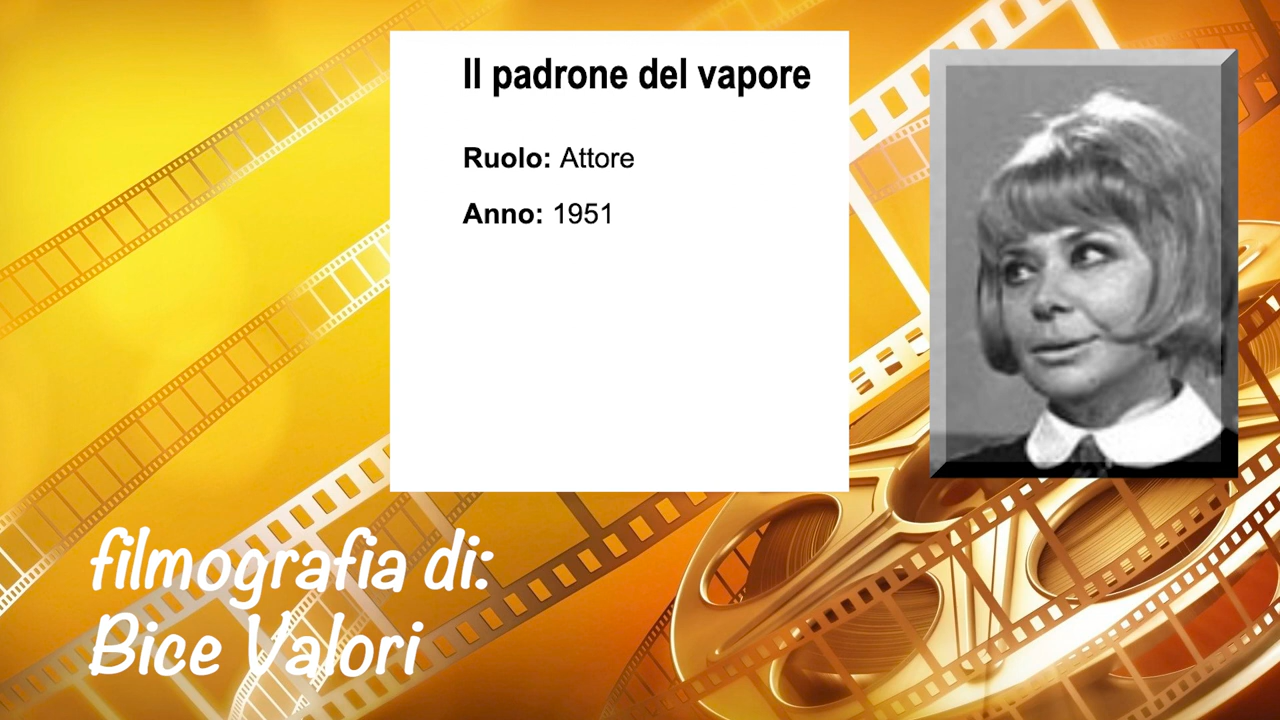 Il padrone del vapore
Ruolo: Attore
Anno: 1951
filmografia di:
Bice Valori